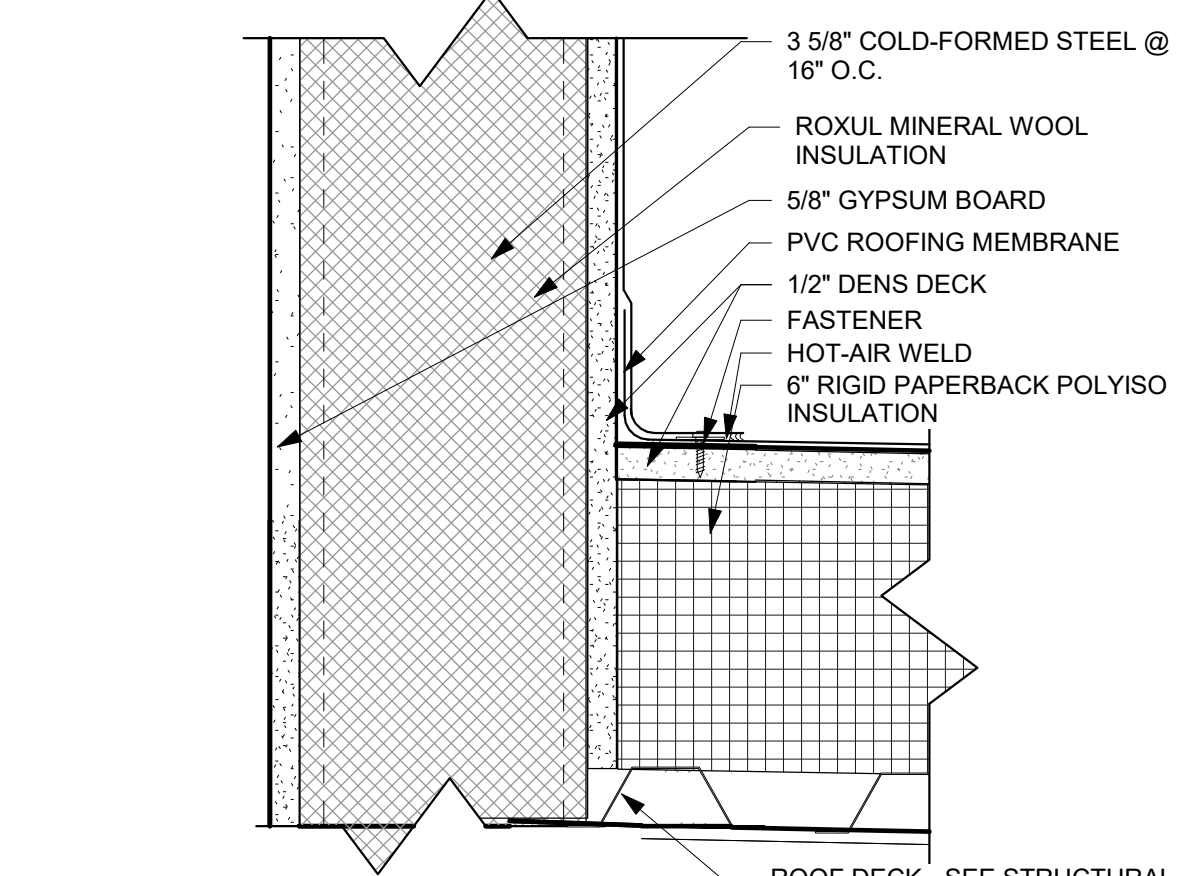 3 5/8" COLD-FORMED STEEL @
16" O.C.
ROXUL MINERAL WOOL
INSULATION
5/8" GYPSUM BOARD
PVC ROOFING MEMBRANE
1/2" DENS DECK
FASTENER
HOT-AIR WELD
6" RIGID PAPERBACK POLYISO
INSULATION
ROOF DECK - SEE STRUCTURAL